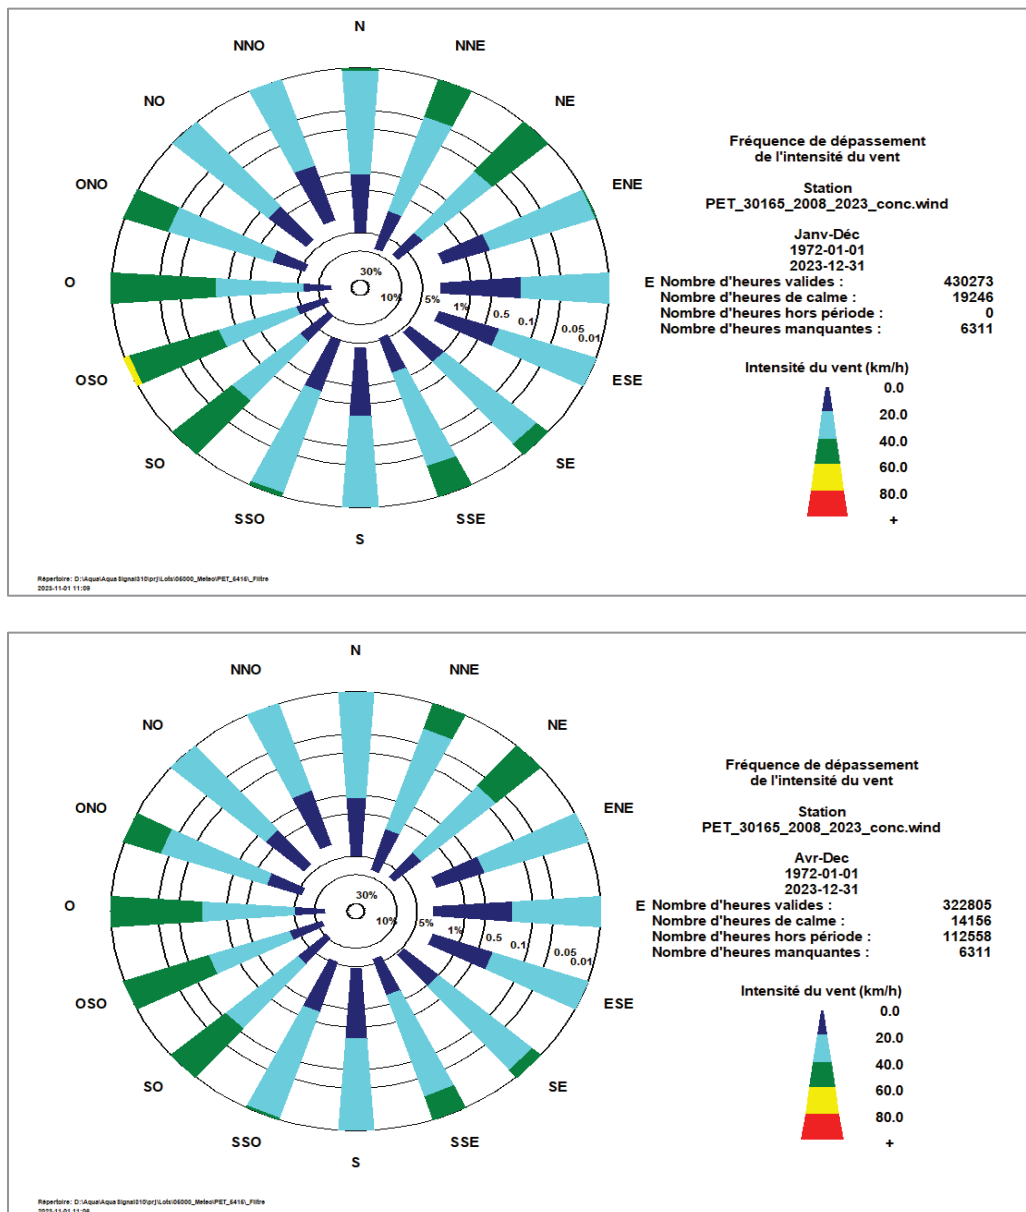 N
NNO
NNE
NO
NE
ONO
ENE
O
E
OSO
ESE
SO
SE
SSO
SSE
S
30%
10%
5%
1%
0.5
0.1
0.05
0.01
Fréquence de dépassement
de l'intensité du vent
Station
PET_30165_2008_2023_conc.wind
Janv-Déc
1972-01-01
2023-12-31
Nombre d'heures valides : 430273
Nombre d'heures de calme : 19246
Nombre d'heures hors période : 0
Nombre d'heures manquantes : 6311
Intensité du vent (km/h)
0.0
20.0
40.0
60.0
80.0
+
2023-11-01 11:09
N
NNO
NNE
NO
NE
ONO
ENE
O
E
OSO
ESE
SO
SE
SSO
SSE
S
30%
10%
5%
1%
0.5
0.1
0.05
0.01
Fréquence de dépassement
de l'intensité du vent
Station
PET_30165_2008_2023_conc.wind
Avr-Dec
1972-01-01
2023-12-31
Nombre d'heures valides : 322805
Nombre d'heures de calme : 14156
Nombre d'heures hors période : 112558
Nombre d'heures manquantes : 6311
Intensité du vent (km/h)
0.0
20.0
40.0
60.0
80.0
+